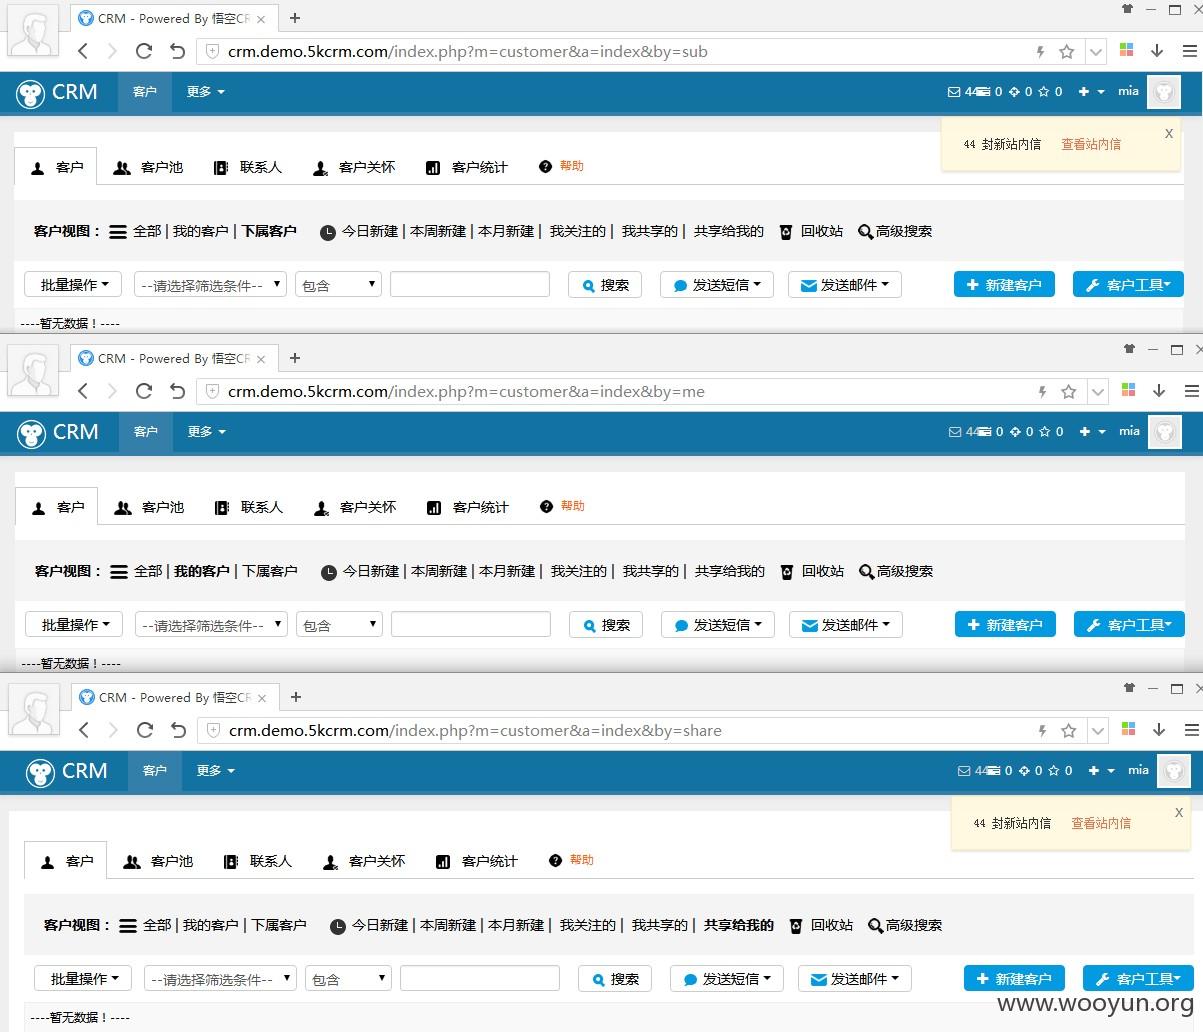 CRM - Powered By 悟空CR
crm.demo.5kcrm.com/index.php?m=customer&a=index&by=sub
CRM 客户 更多 44 0 0 0 mia
44 封新站内信 查看站内信 X
客户 客户池 联系人 客户关怀 客户统计 帮助
客户视图： 全部 | 我的客户 | 下属客户 今日新建 | 本周新建 | 本月新建 | 我关注的 | 我共享的 | 共享给我的 回收站 高级搜索
批量操作 --请选择筛选条件-- 包含 搜索 发送短信 发送邮件 新建客户 客户工具
----暂无数据！----
CRM - Powered By 悟空CR
crm.demo.5kcrm.com/index.php?m=customer&a=index&by=me
CRM 客户 更多 44 0 0 0 mia
客户 客户池 联系人 客户关怀 客户统计 帮助
客户视图： 全部 | 我的客户 | 下属客户 今日新建 | 本周新建 | 本月新建 | 我关注的 | 我共享的 | 共享给我的 回收站 高级搜索
批量操作 --请选择筛选条件-- 包含 搜索 发送短信 发送邮件 新建客户 客户工具
----暂无数据！----
CRM - Powered By 悟空CR
crm.demo.5kcrm.com/index.php?m=customer&a=index&by=share
CRM 客户 更多 44 0 0 0 mia
44 封新站内信 查看站内信 X
客户 客户池 联系人 客户关怀 客户统计 帮助
客户视图： 全部 | 我的客户 | 下属客户 今日新建 | 本周新建 | 本月新建 | 我关注的 | 我共享的 | 共享给我的 回收站 高级搜索
批量操作 --请选择筛选条件-- 包含 搜索 发送短信 发送邮件 新建客户 客户工具
www.wooyun.org
----暂无数据！----